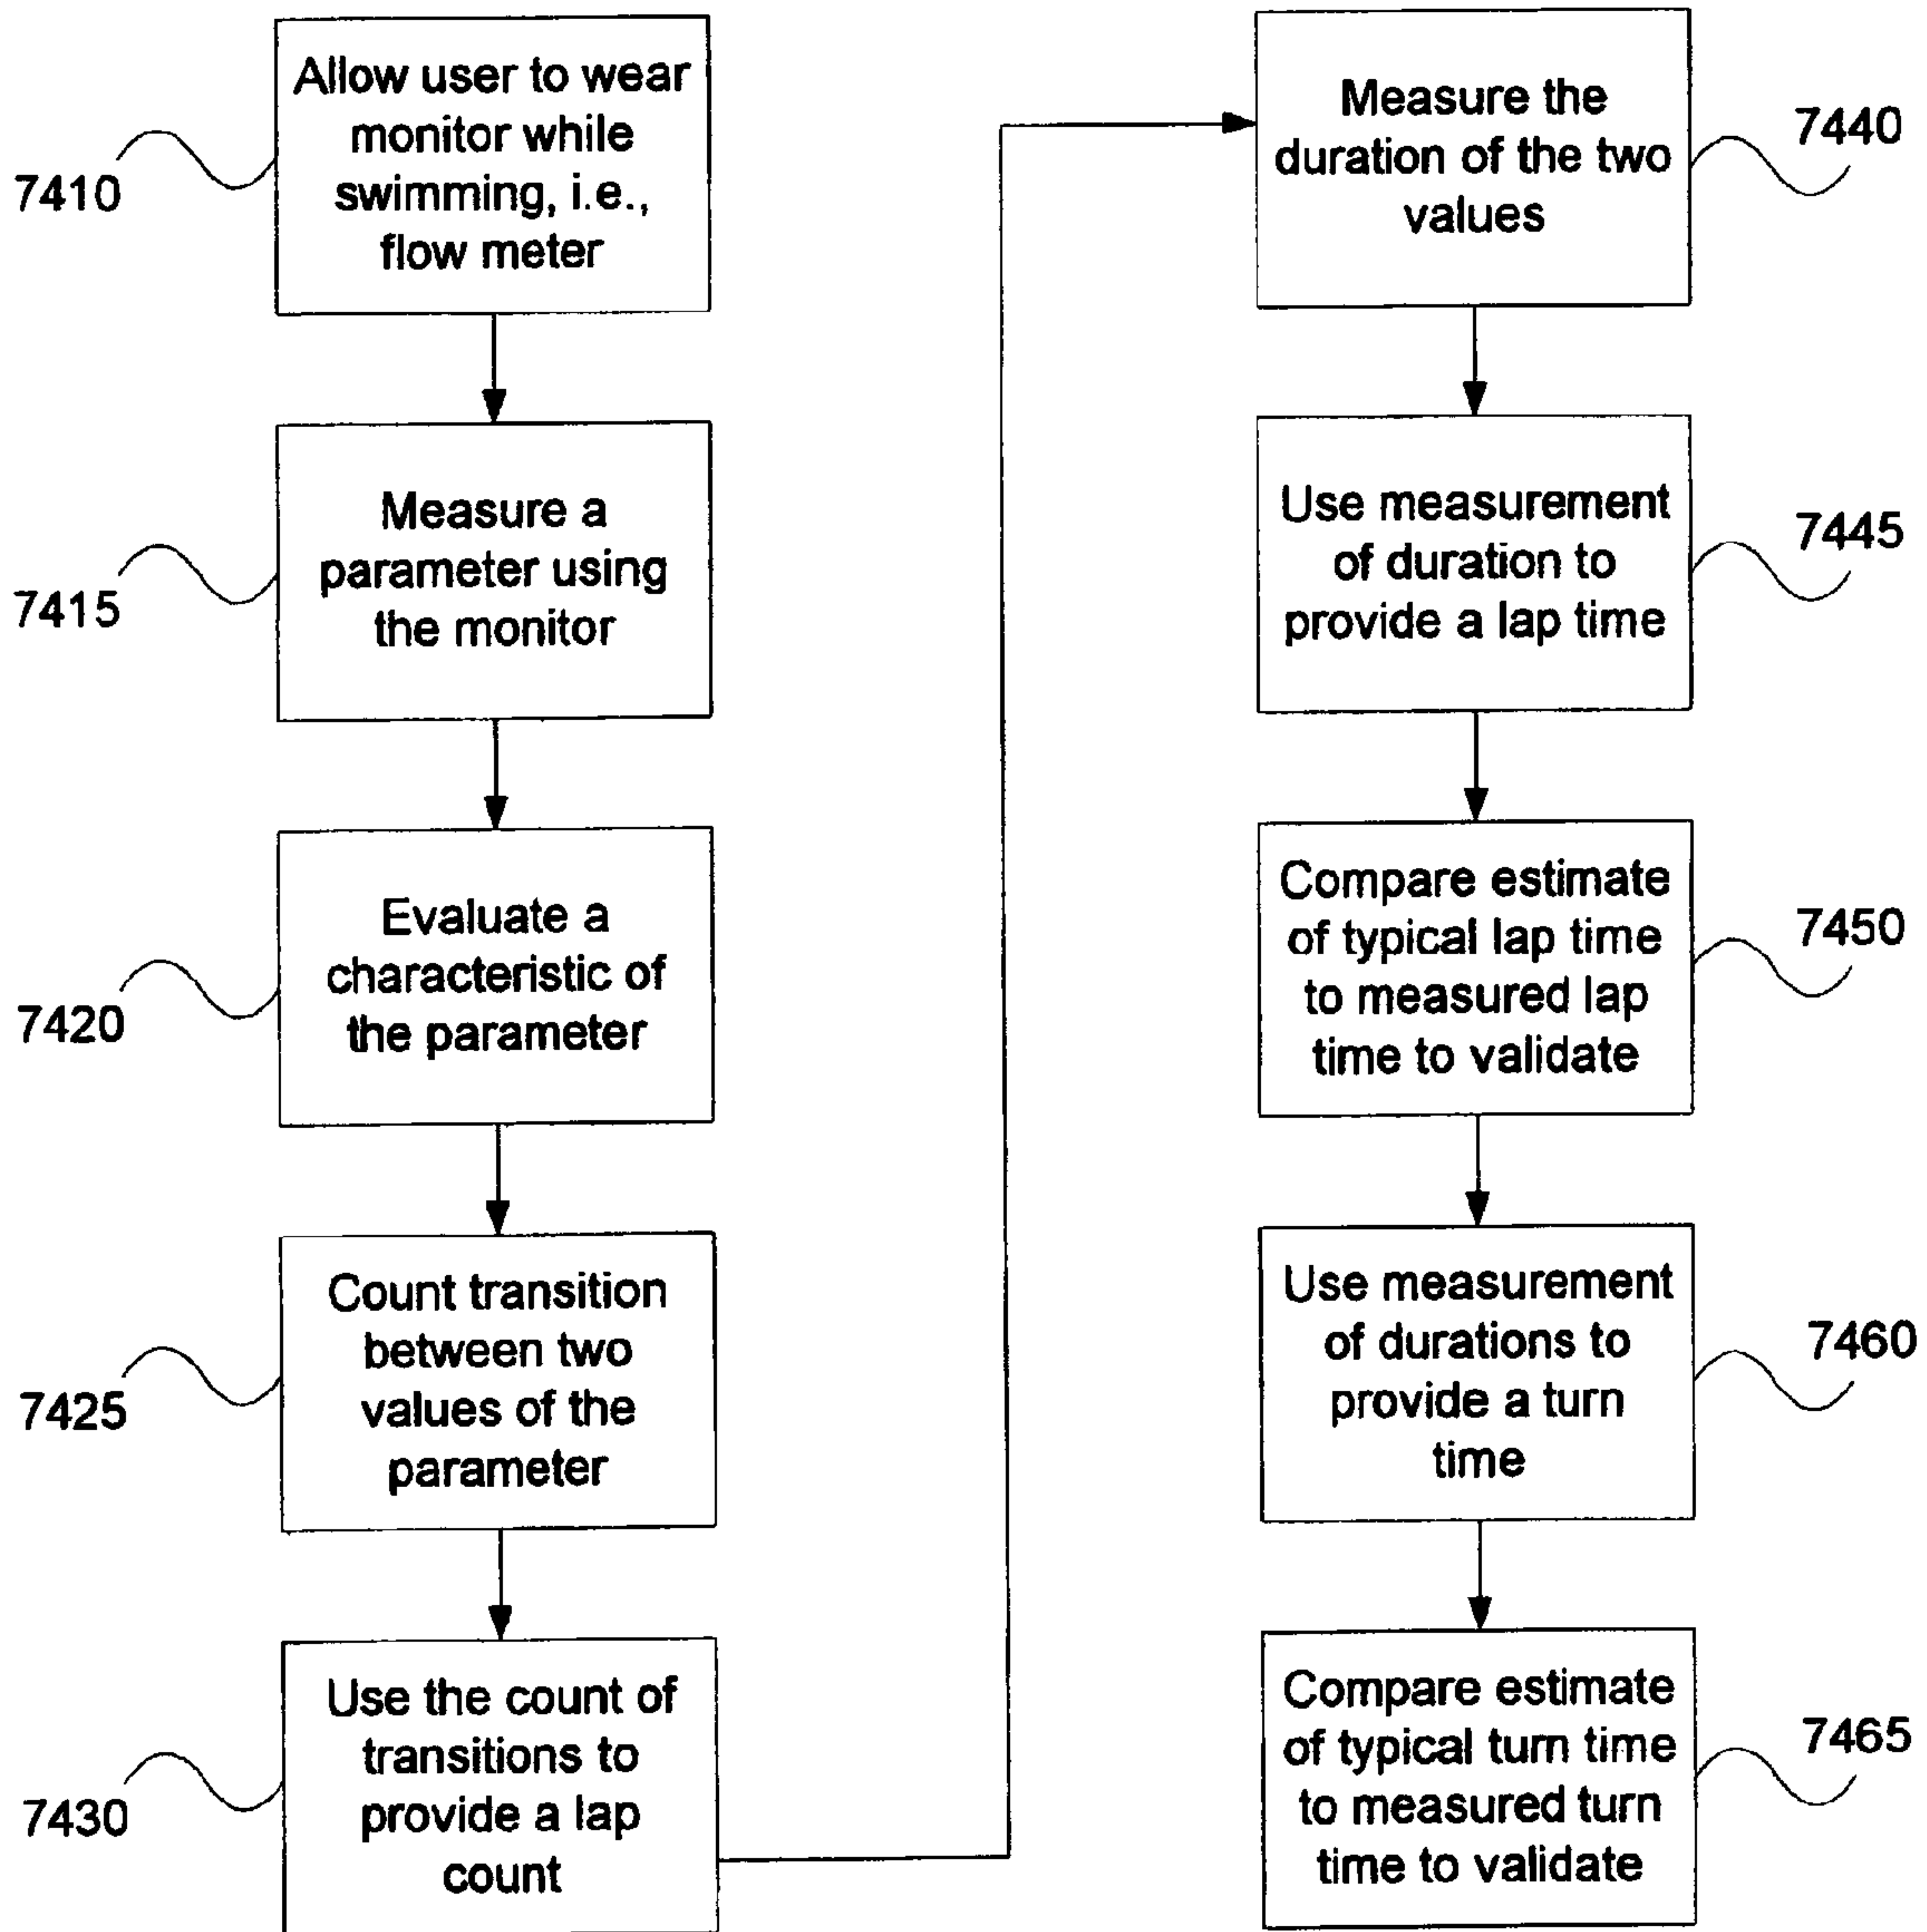 Allow user to wear
monitor while
swimming, i.e.,
flow meter
7410
Measure a
parameter using
the monitor
7415
Evaluate a
characteristic of
the parameter
7420
Count transition
between two
values of the
parameter
7425
Use the count of
transitions to
provide a lap
count
7430
Measure the
duration of the two
values
7440
Use measurement
of duration to
provide a lap time
7445
Compare estimate
of typical lap time
to measured lap
time to validate
7450
Use measurement
of durations to
provide a turn
time
7460
Compare estimate
of typical turn time
to measured turn
time to validate
7465